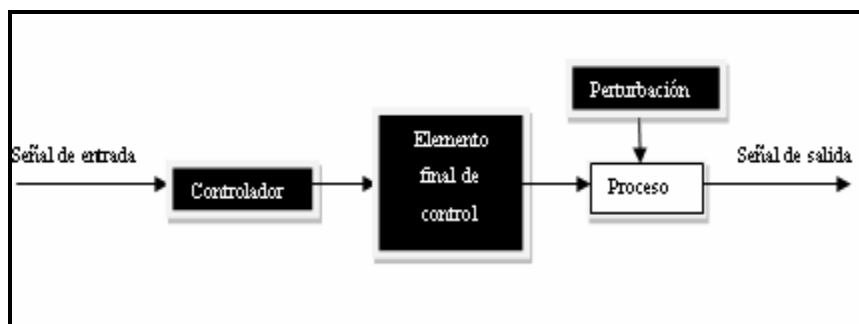 Perturbación
Señal de entrada
Controlador
Elemento
final de
control
Proceso
Señal de salida